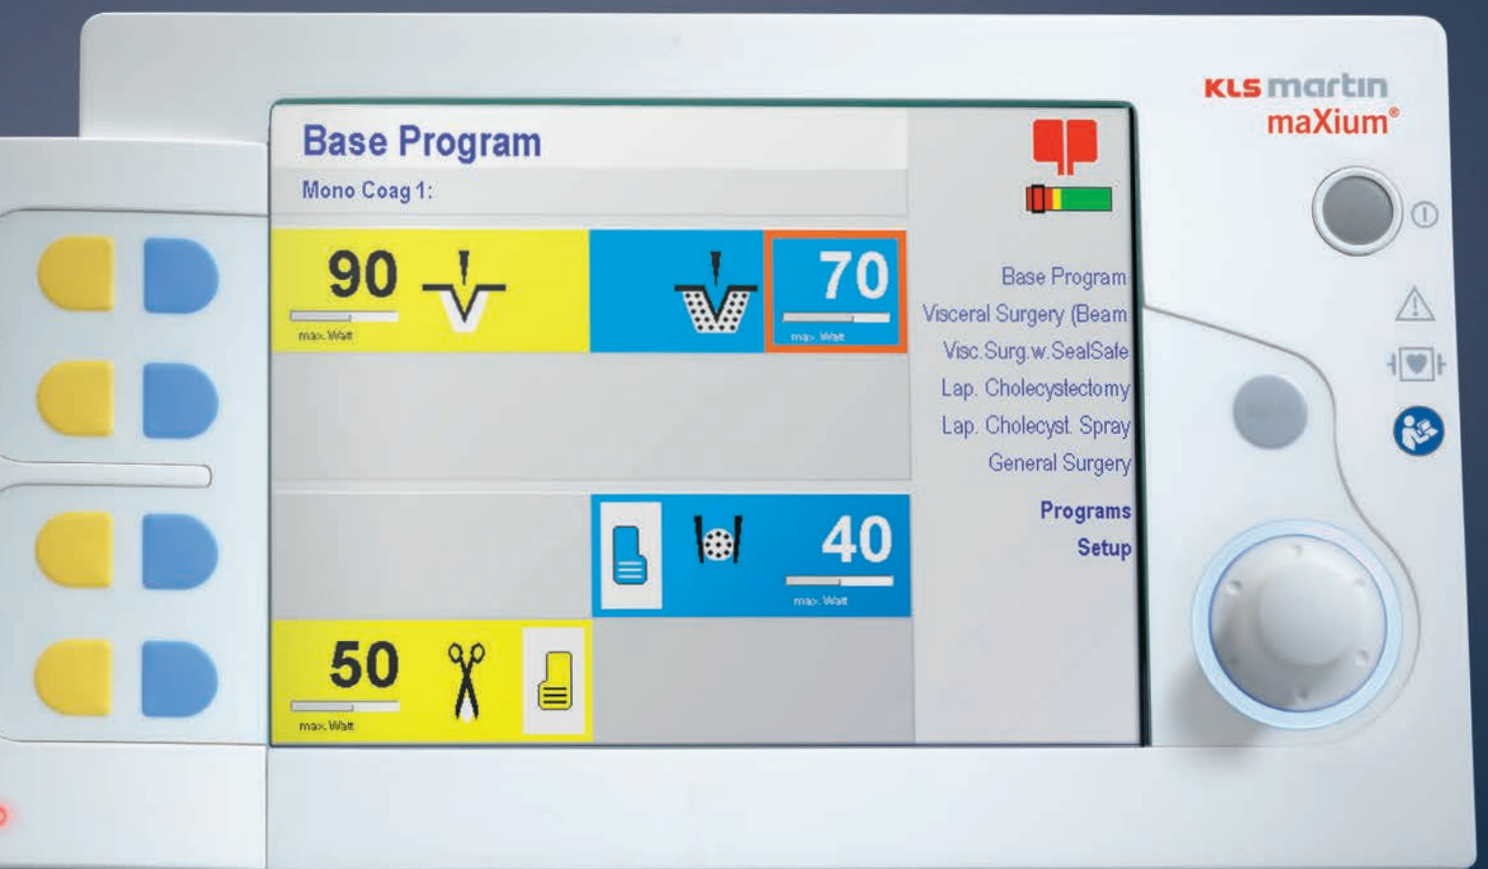 KLS martin
maXium®
Base Program
Mono Coag 1:
90
max. Watt
70
max. Watt
40
max. Watt
50
max. Watt
Base Program
Visceral Surgery (Beam
Visc.Surg.w.SealSafe
Lap. Cholecystectomy
Lap. Cholecyst. Spray
General Surgery
Programs
Setup